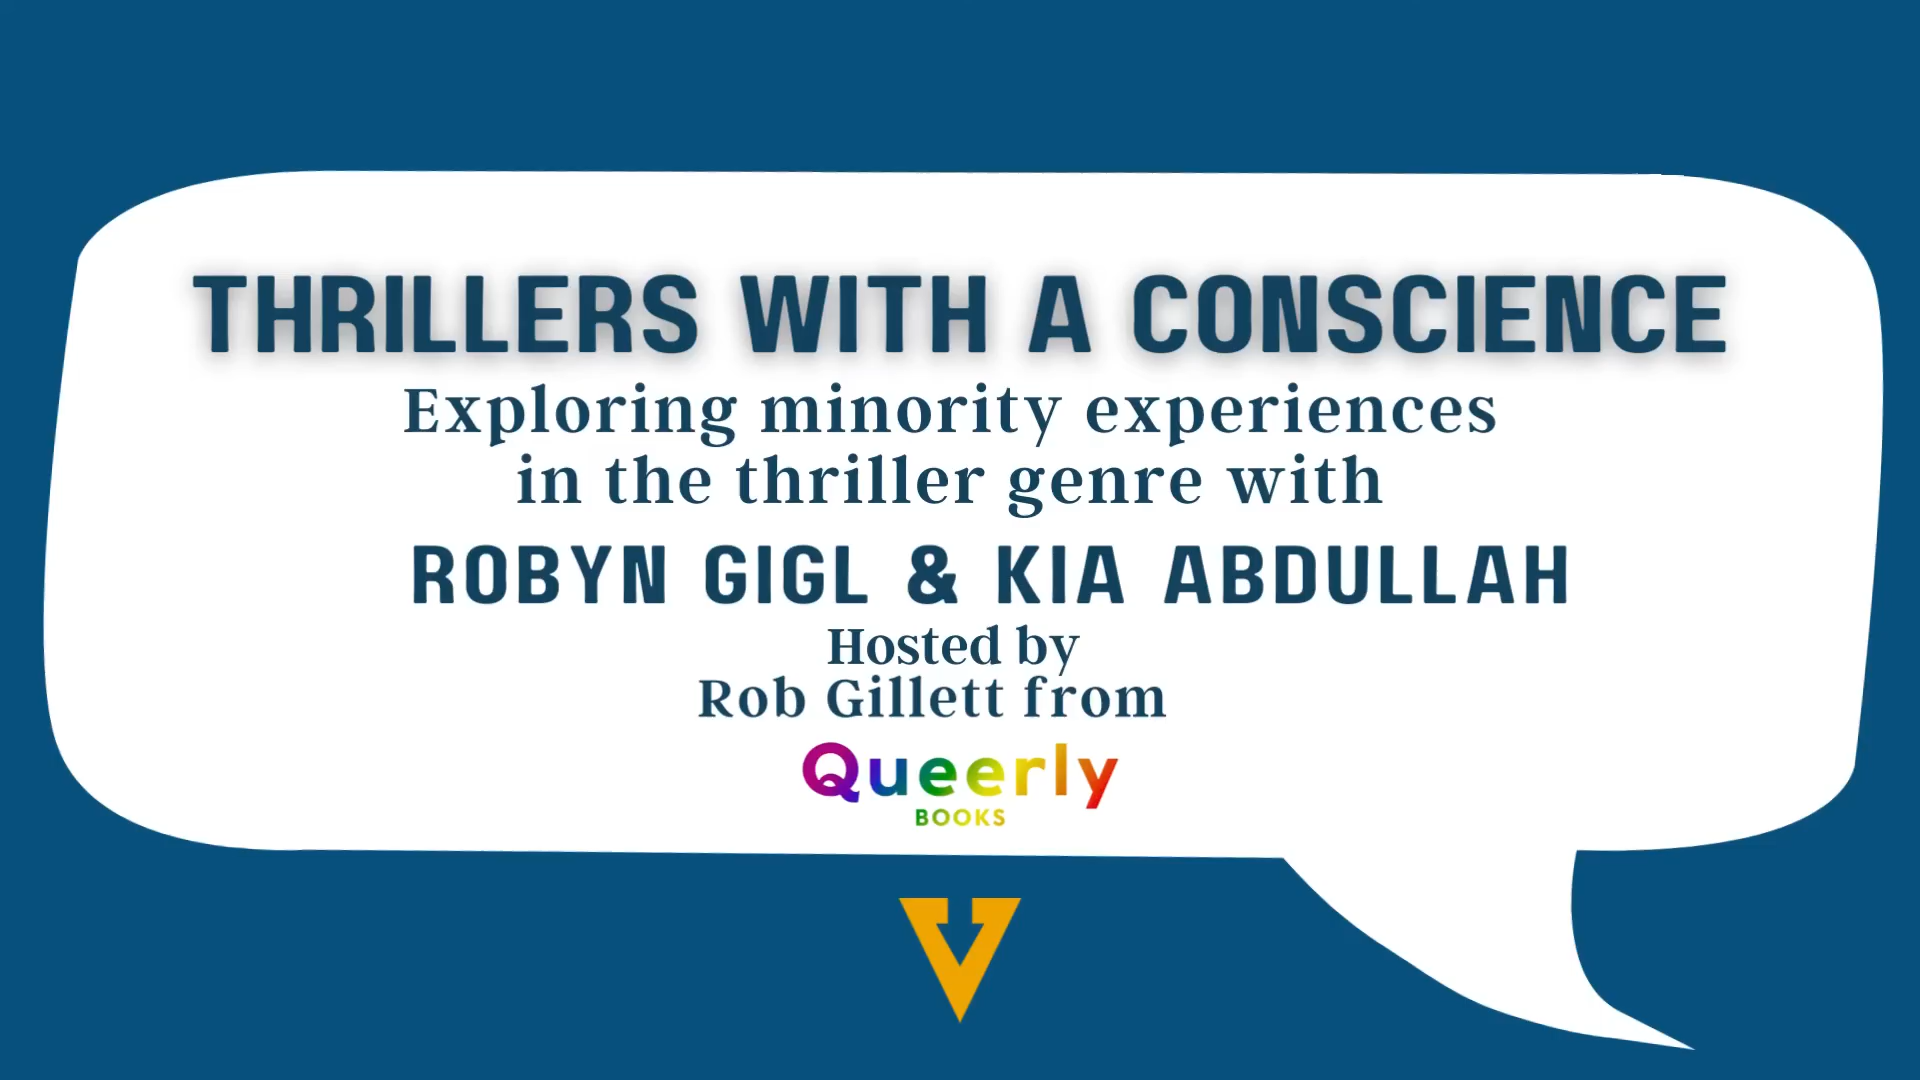 THRILLERS WITH A CONSCIENCE
Exploring minority experiences
in the thriller genre with
ROBYN GIGL & KIA ABDULLAH
Hosted by
Rob Gillett from
Queerly
BOOKS